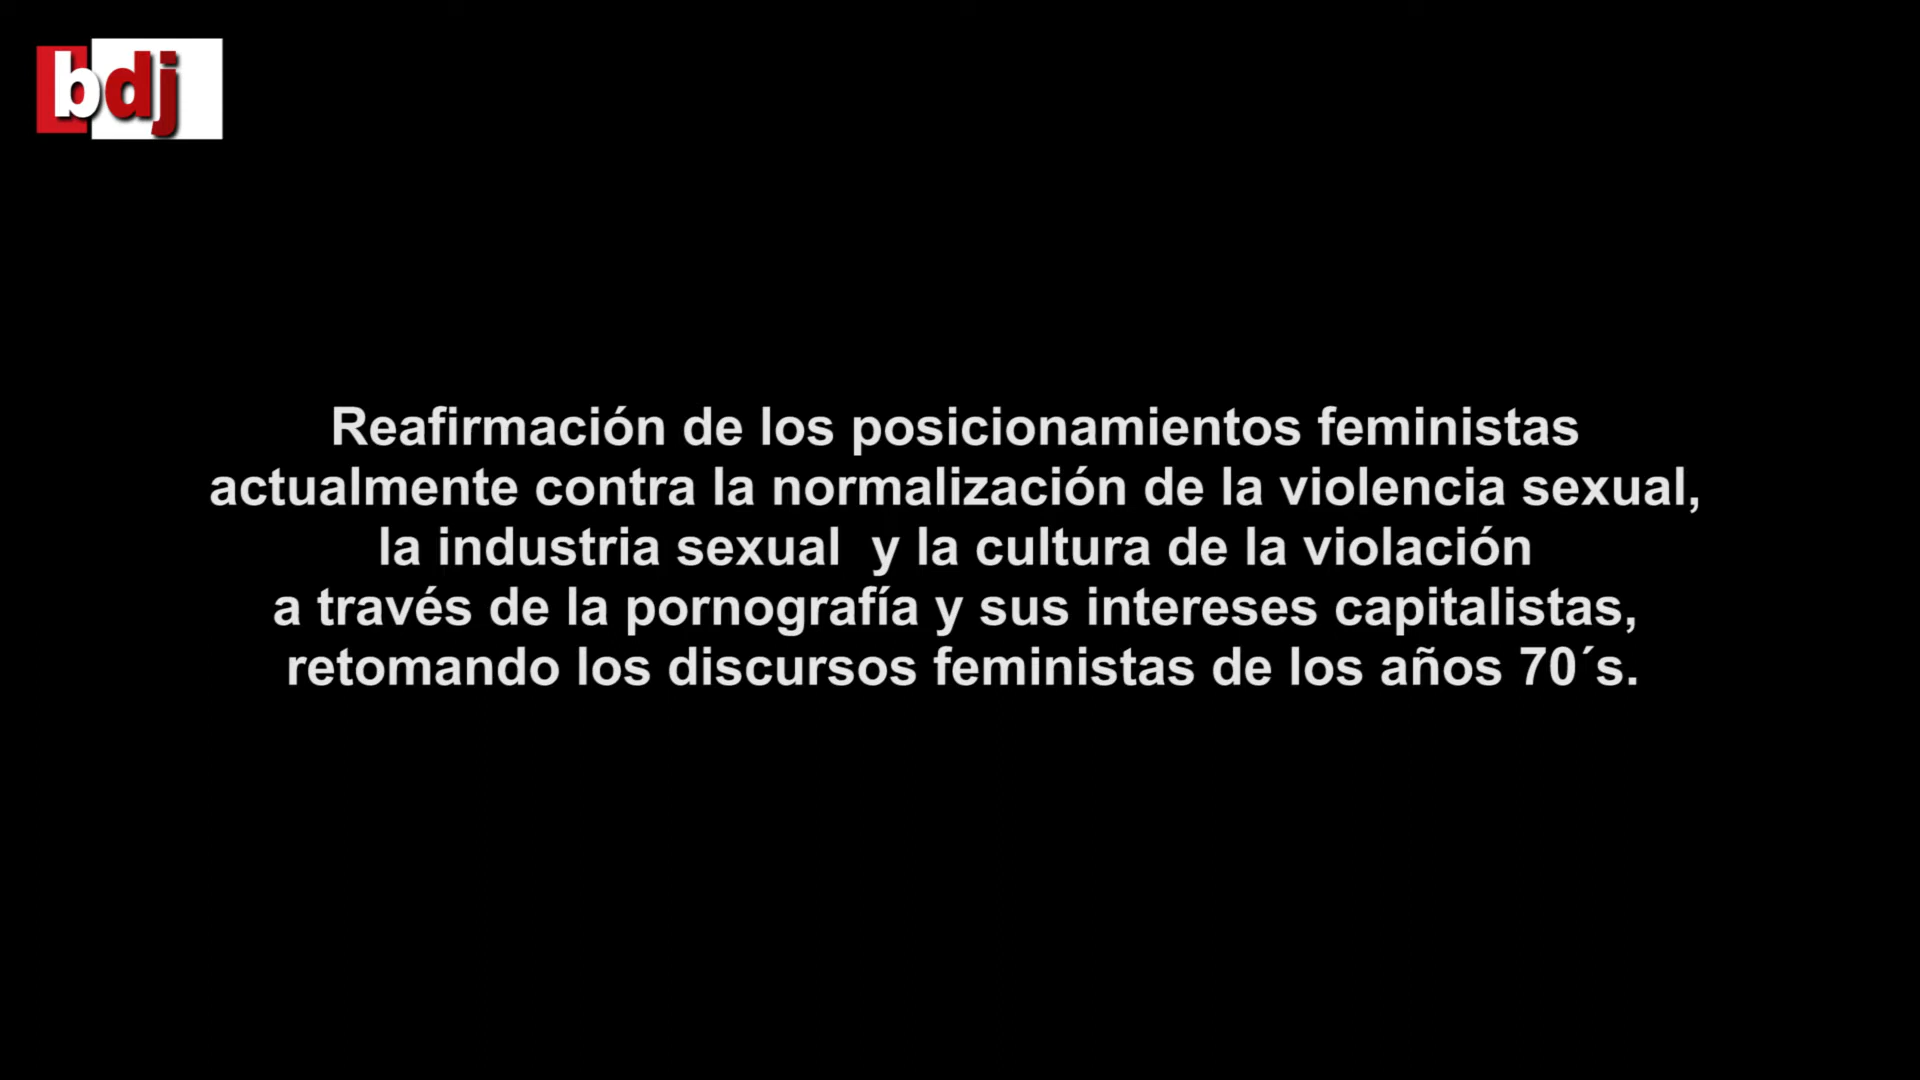 bdj
Reafirmación de los posicionamientos feministas
actualmente contra la normalización de la violencia sexual,
la industria sexual  y la cultura de la violación
a través de la pornografía y sus intereses capitalistas,
retomando los discursos feministas de los años 70´s.